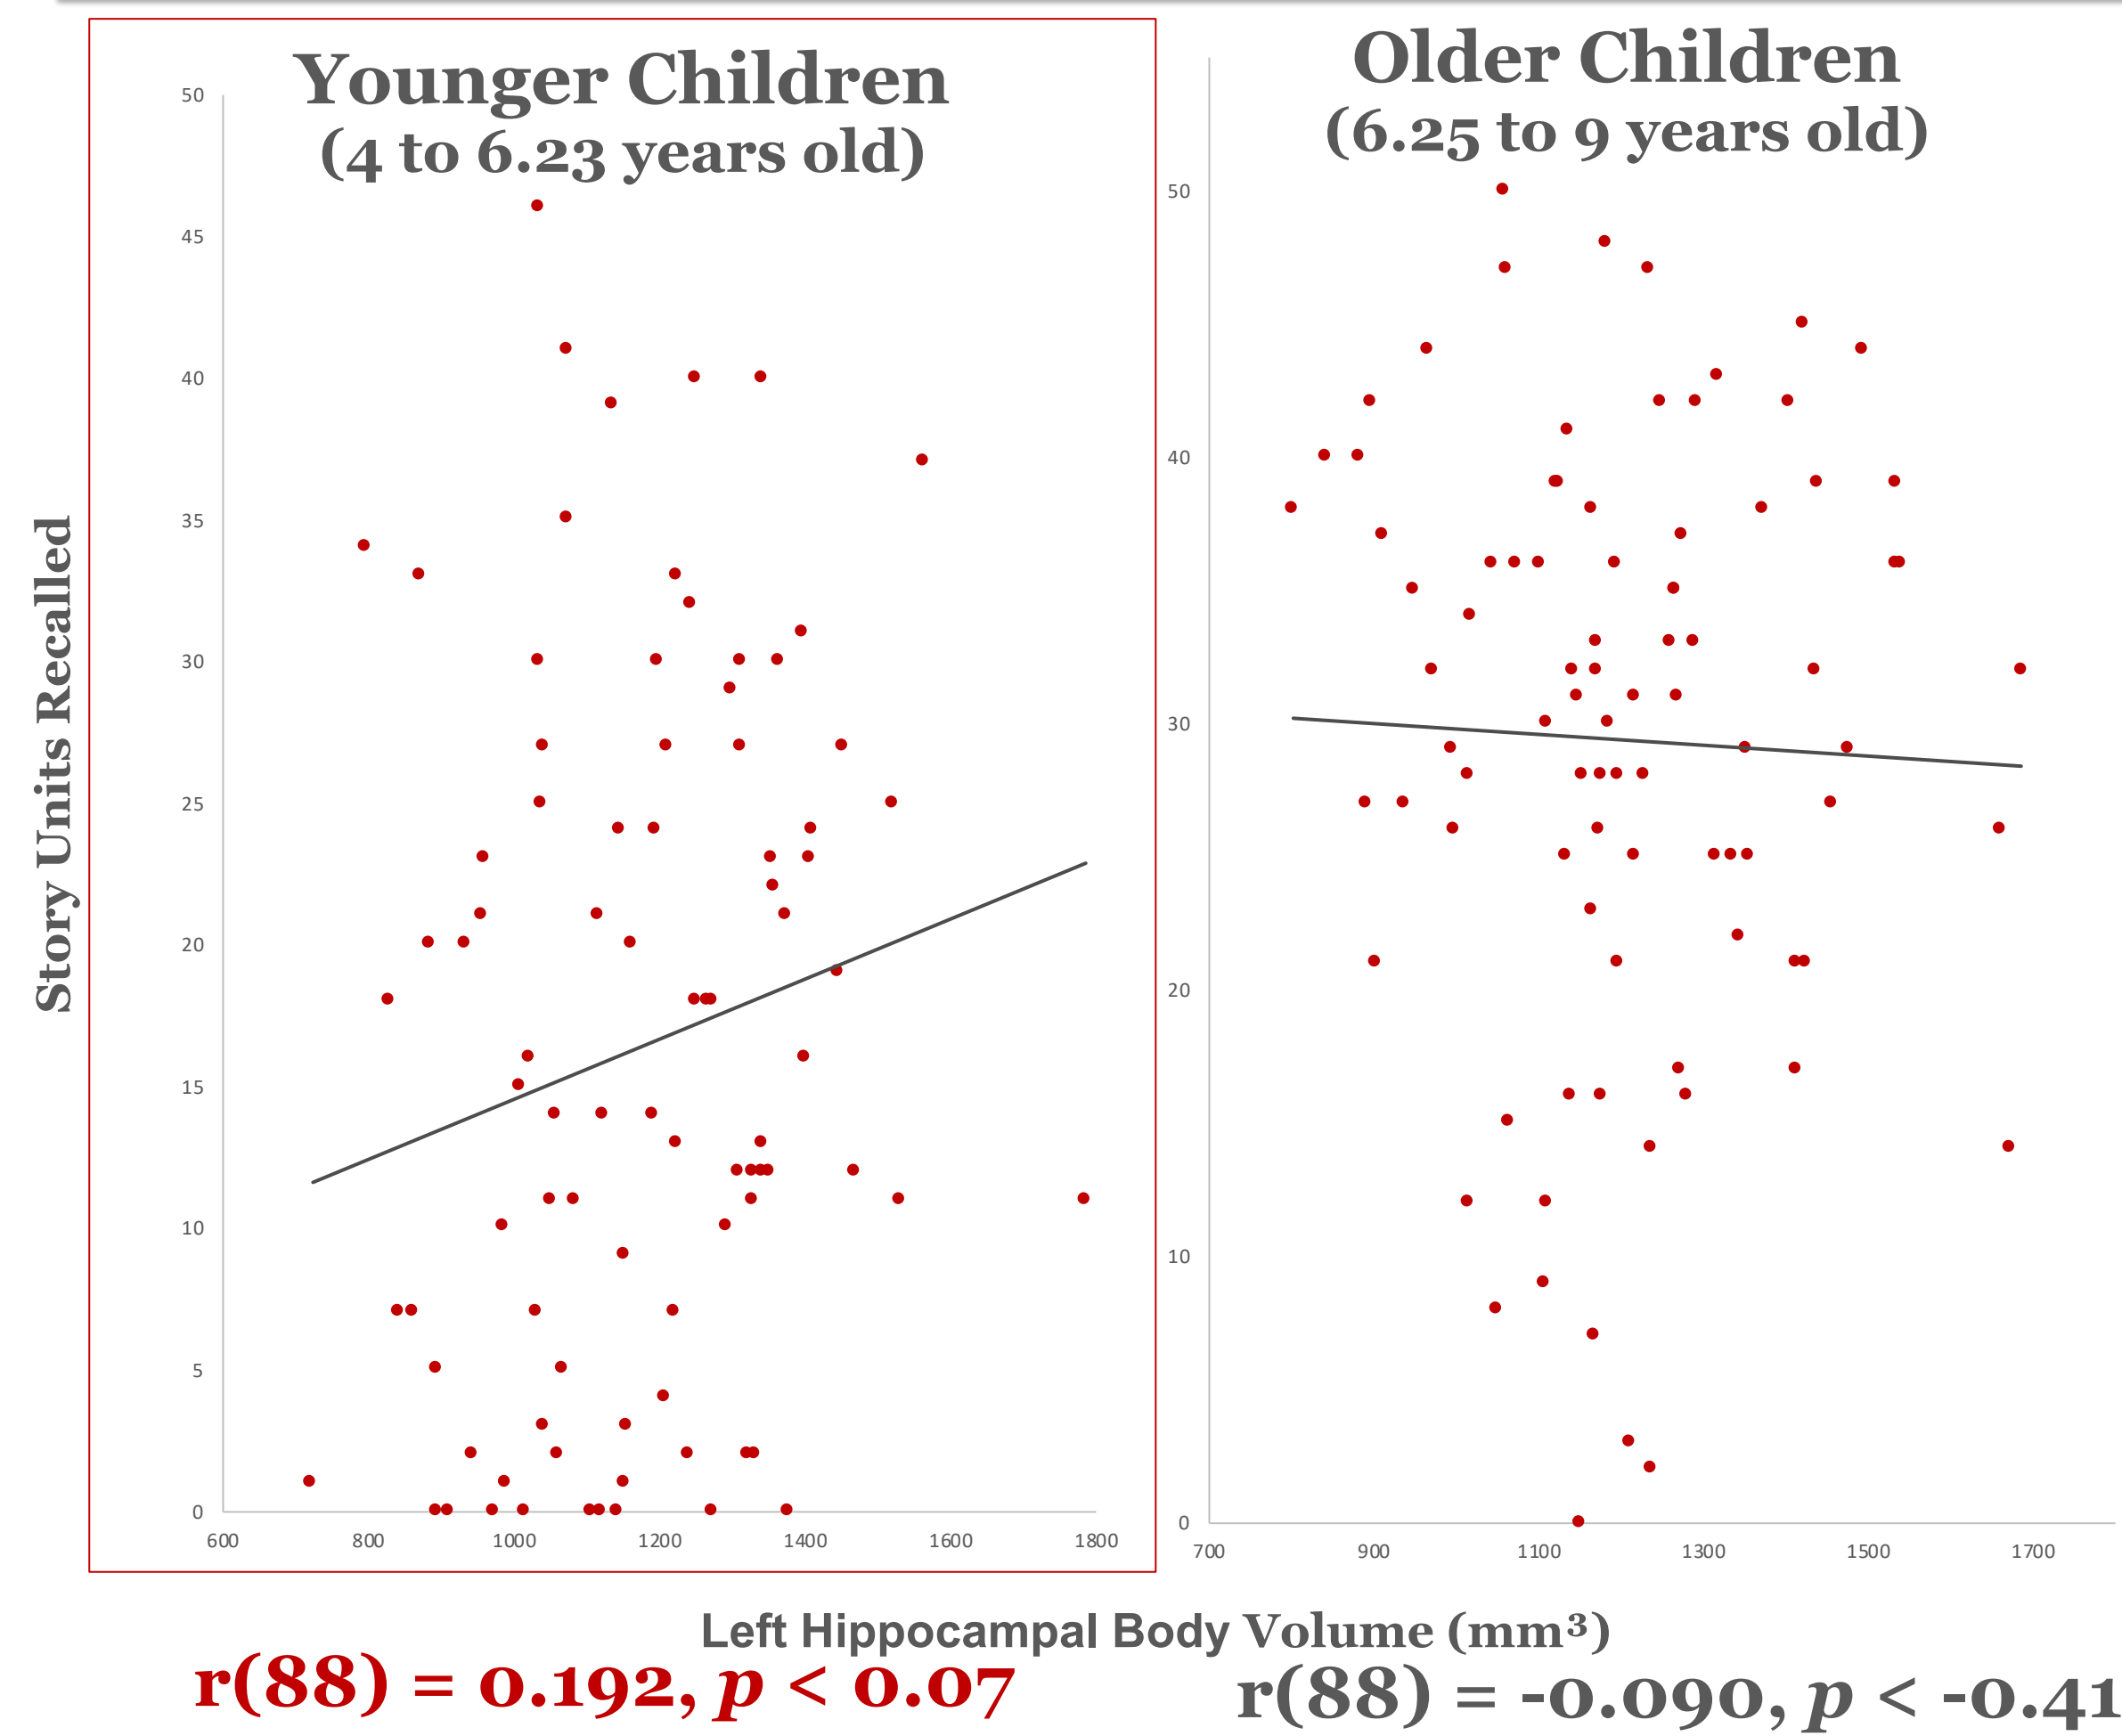 Younger Children
(4 to 6.23 years old)
50
45
40
35
30
25
20
15
10
5
0
600 800 1000 1200 1400 1600 1800
Story Units Recalled
Older Children
(6.25 to 9 years old)
50
40
30
20
10
0
700 900 1100 1300 1500 1700
Left Hippocampal Body Volume (mm³)
r(88) = 0.192, p < 0.07
r(88) = -0.090, p < -0.41